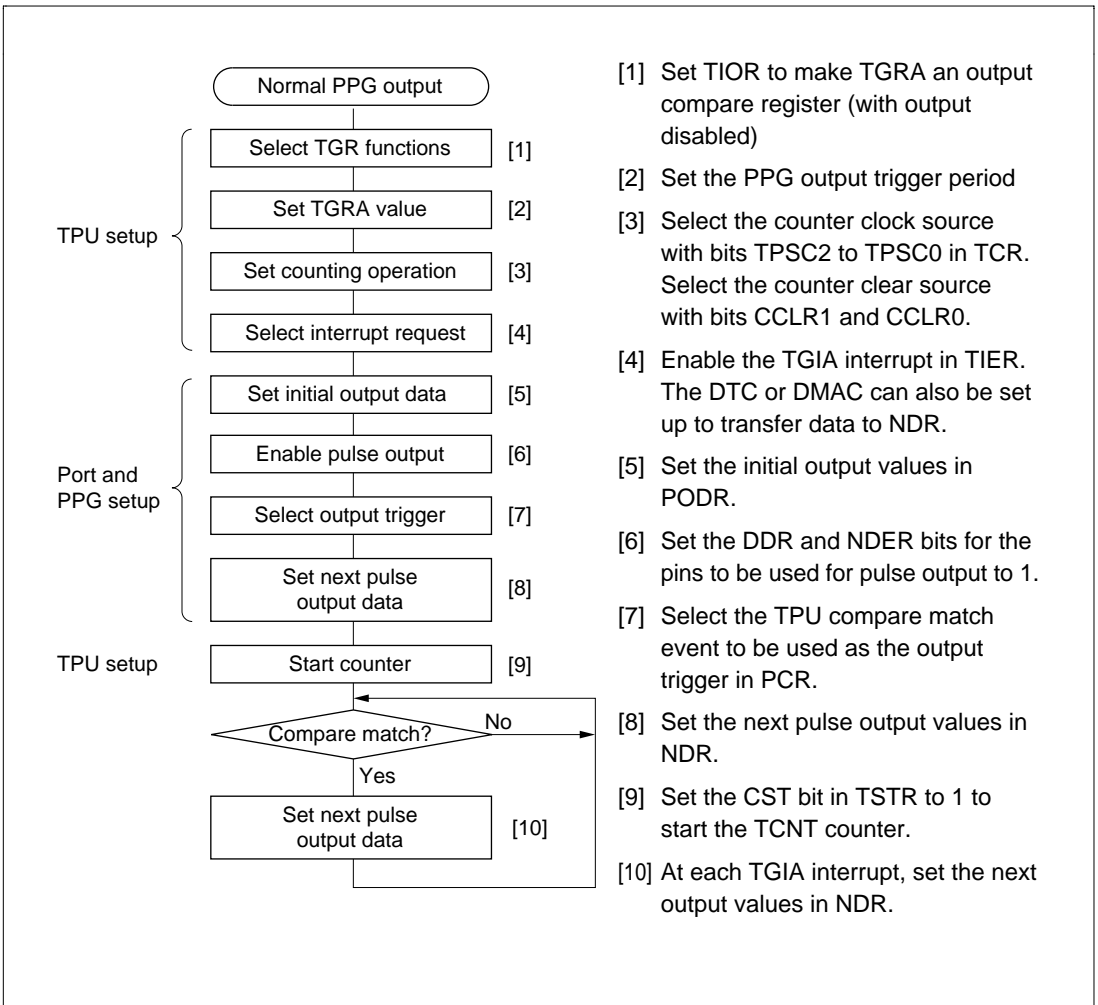 Normal PPG output
Select TGR functions [1]
Set TGRA value [2]
TPU setup
Set counting operation [3]
Select interrupt request [4]
Set initial output data [5]
Enable pulse output [6]
Port and
PPG setup
Select output trigger [7]
Set next pulse
output data
[8]
TPU setup
Start counter [9]
Compare match?
No
Yes
Set next pulse
output data
[10]
[1] Set TIOR to make TGRA an output
compare register (with output
disabled)
[2] Set the PPG output trigger period
[3] Select the counter clock source
with bits TPSC2 to TPSC0 in TCR.
Select the counter clear source
with bits CCLR1 and CCLR0.
[4] Enable the TGIA interrupt in TIER.
The DTC or DMAC can also be set
up to transfer data to NDR.
[5] Set the initial output values in
PODR.
[6] Set the DDR and NDER bits for the
pins to be used for pulse output to 1.
[7] Select the TPU compare match
event to be used as the output
trigger in PCR.
[8] Set the next pulse output values in
NDR.
[9] Set the CST bit in TSTR to 1 to
start the TCNT counter.
[10] At each TGIA interrupt, set the next
output values in NDR.